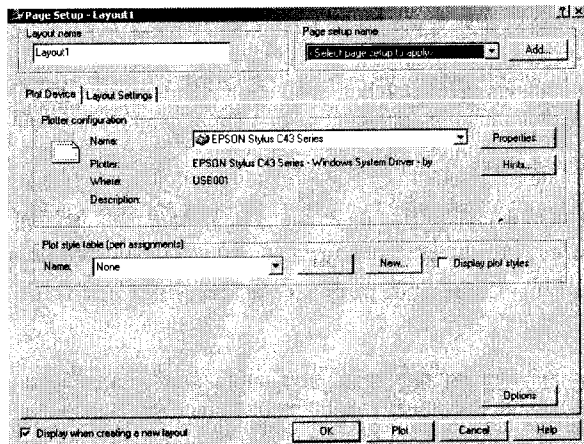 Page Setup - Layout1
Layout name
Layout1
Page setup name
<Select page setup to apply>
Add...
Plot Device
Layout Settings
Plotter configuration
Name:
EPSON Stylus C43 Series
Properties
Plotter:
EPSON Stylus C43 Series - Windows System Driver - by
Hints...
Where:
USB001
Description:
Plot style table (pen assignments)
Name:
None
Edit...
New...
Display plot styles
Options
Display when creating a new layout
OK
Plot
Cancel
Help